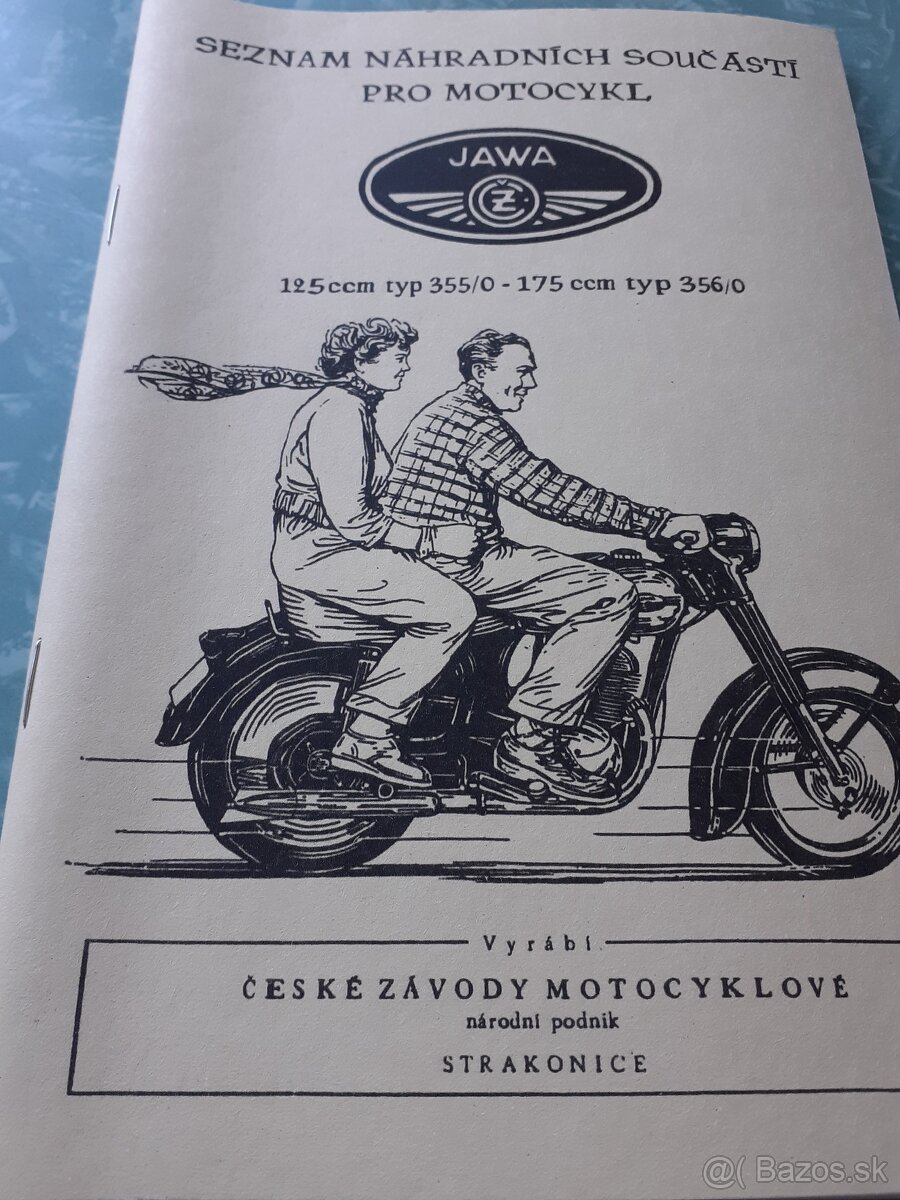 SEZNAM NÁHRADNÍCH SOUČÁSTÍ
PRO MOTOCYKL
JAWA
ČZ
125 ccm typ 355/0 - 175 ccm typ 356/0
Vyrábí
ČESKÉ ZÁVODY MOTOCYKLOVÉ
národní podnik
STRAKONICE
@( Bazos.sk